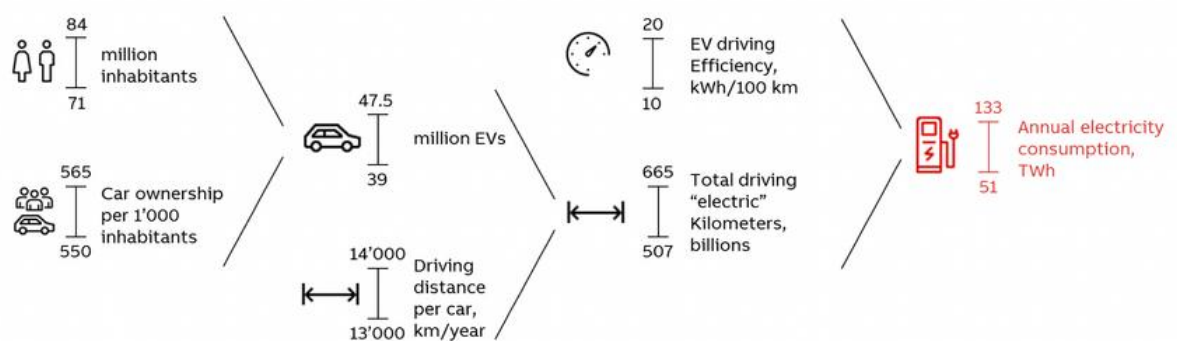 84
million
inhabitants
71
565
Car ownership
per 1'000
inhabitants
550
47.5
million EVs
39
14'000
Driving
distance
per car,
km/year
13'000
20
EV driving
Efficiency,
kWh/100 km
10
665
Total driving
"electric"
Kilometers,
billions
507
133
Annual electricity
consumption,
TWh
51